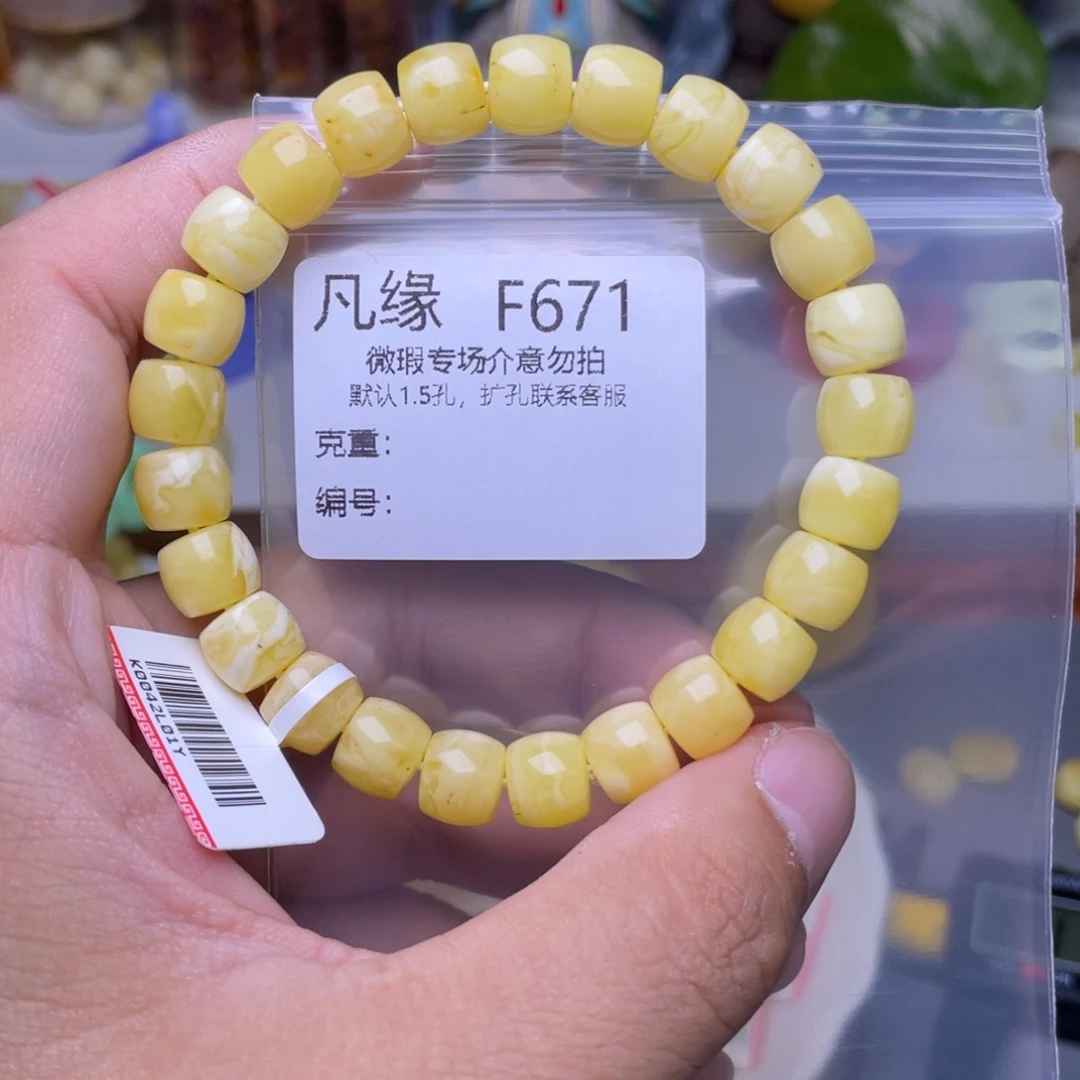 凡缘 F671
微瑕专场介意勿拍
默认1.5孔，扩孔联系客服
克重：
编号：
K0042L01Y